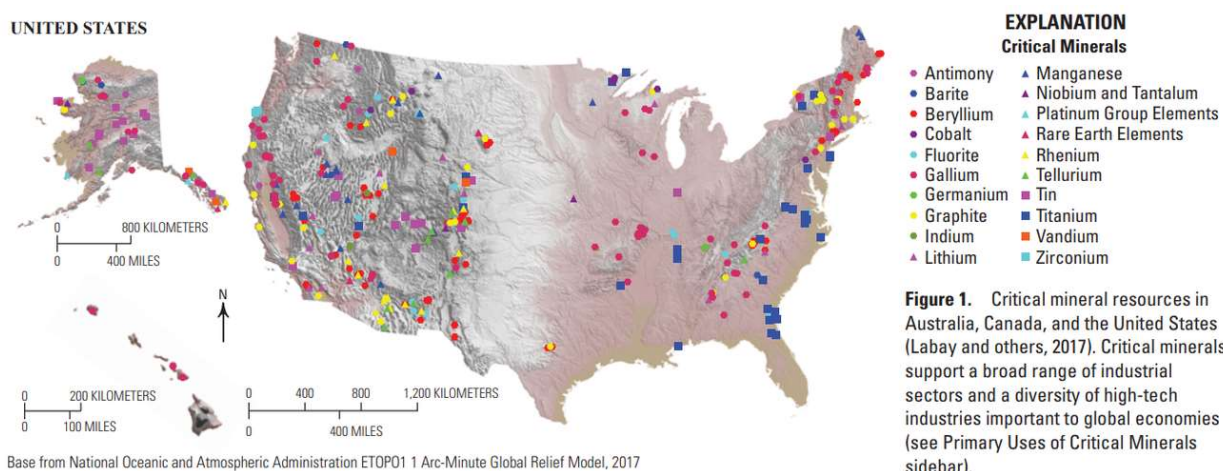 UNITED STATES
0 800 KILOMETERS
0 400 MILES
N
0 200 KILOMETERS
0 100 MILES
0 400 800 1,200 KILOMETERS
0 400 MILES
Base from National Oceanic and Atmospheric Administration ETOPO1 1 Arc-Minute Global Relief Model, 2017
EXPLANATION
Critical Minerals
Antimony
Barite
Beryllium
Cobalt
Fluorite
Gallium
Germanium
Graphite
Indium
Lithium
Manganese
Niobium and Tantalum
Platinum Group Elements
Rare Earth Elements
Rhenium
Tellurium
Tin
Titanium
Vandium
Zirconium
Figure 1. Critical mineral resources in
Australia, Canada, and the United States
(Labay and others, 2017). Critical minerals
support a broad range of industrial
sectors and a diversity of high-tech
industries important to global economies
(see Primary Uses of Critical Minerals
sidebar)